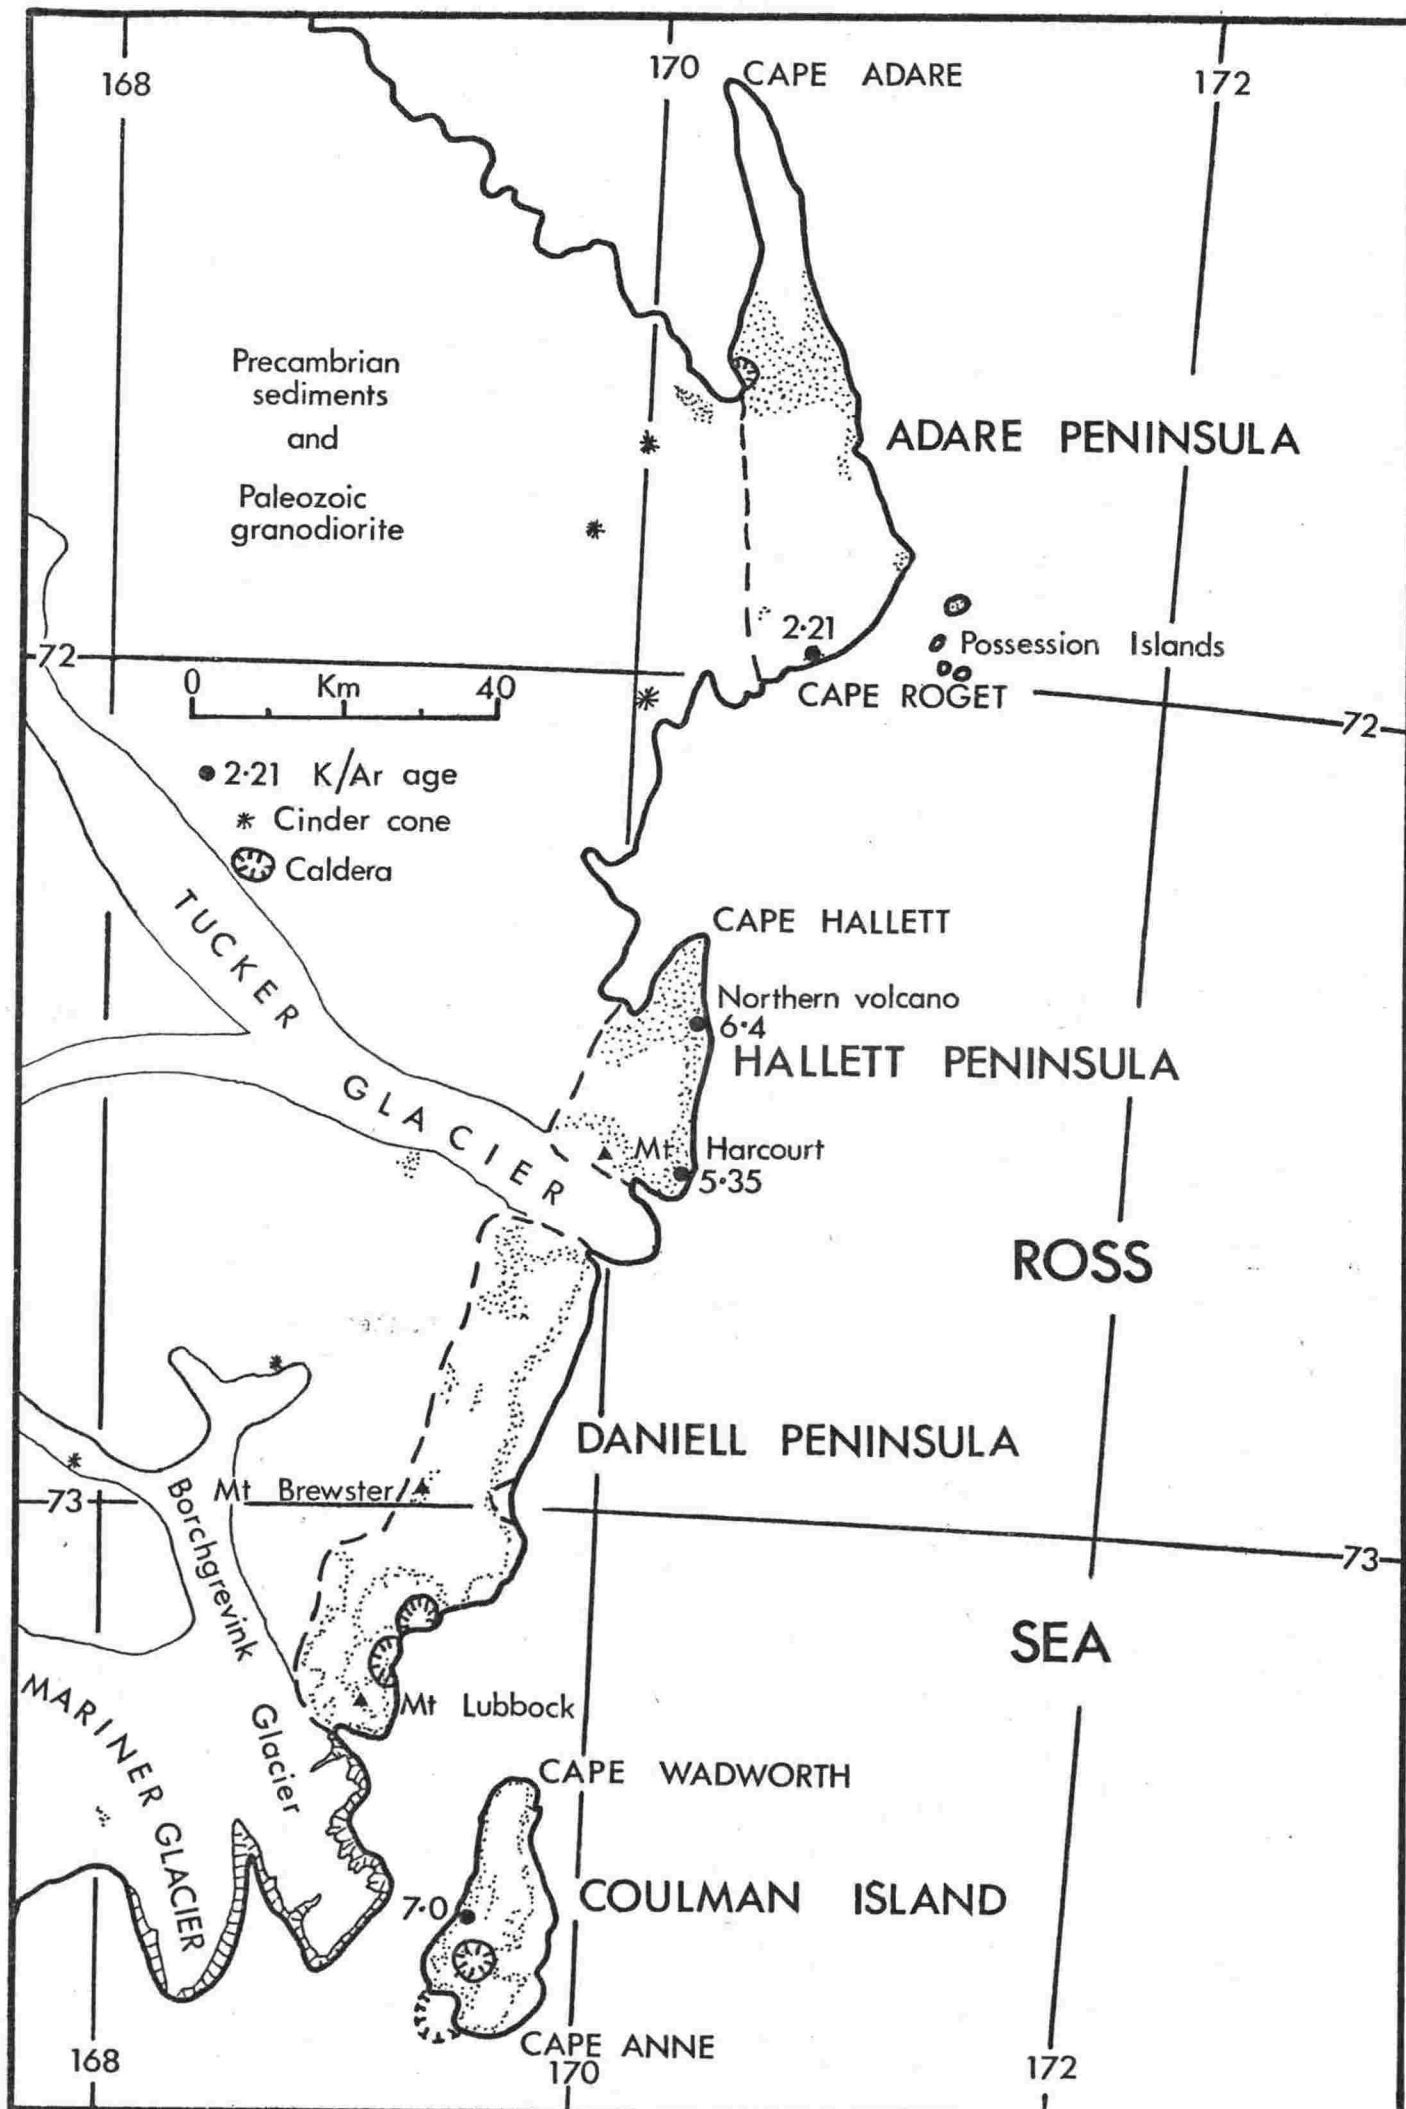 168
170
172
CAPE ADARE
Precambrian
sediments
and
Paleozoic
granodiorite
ADARE PENINSULA
2·21
Possession Islands
72
0 Km 40
CAPE ROGET
72
2·21 K/Ar age
Cinder cone
Caldera
TUCKER GLACIER
CAPE HALLETT
Northern volcano
6·4
HALLETT PENINSULA
Mt Harcourt
5·35
ROSS
DANIELL PENINSULA
Mt Brewster
73
73
Borchgrevink Glacier
SEA
Mt Lubbock
MARINER GLACIER
CAPE WADWORTH
COULMAN ISLAND
7·0
CAPE ANNE
168
170
172